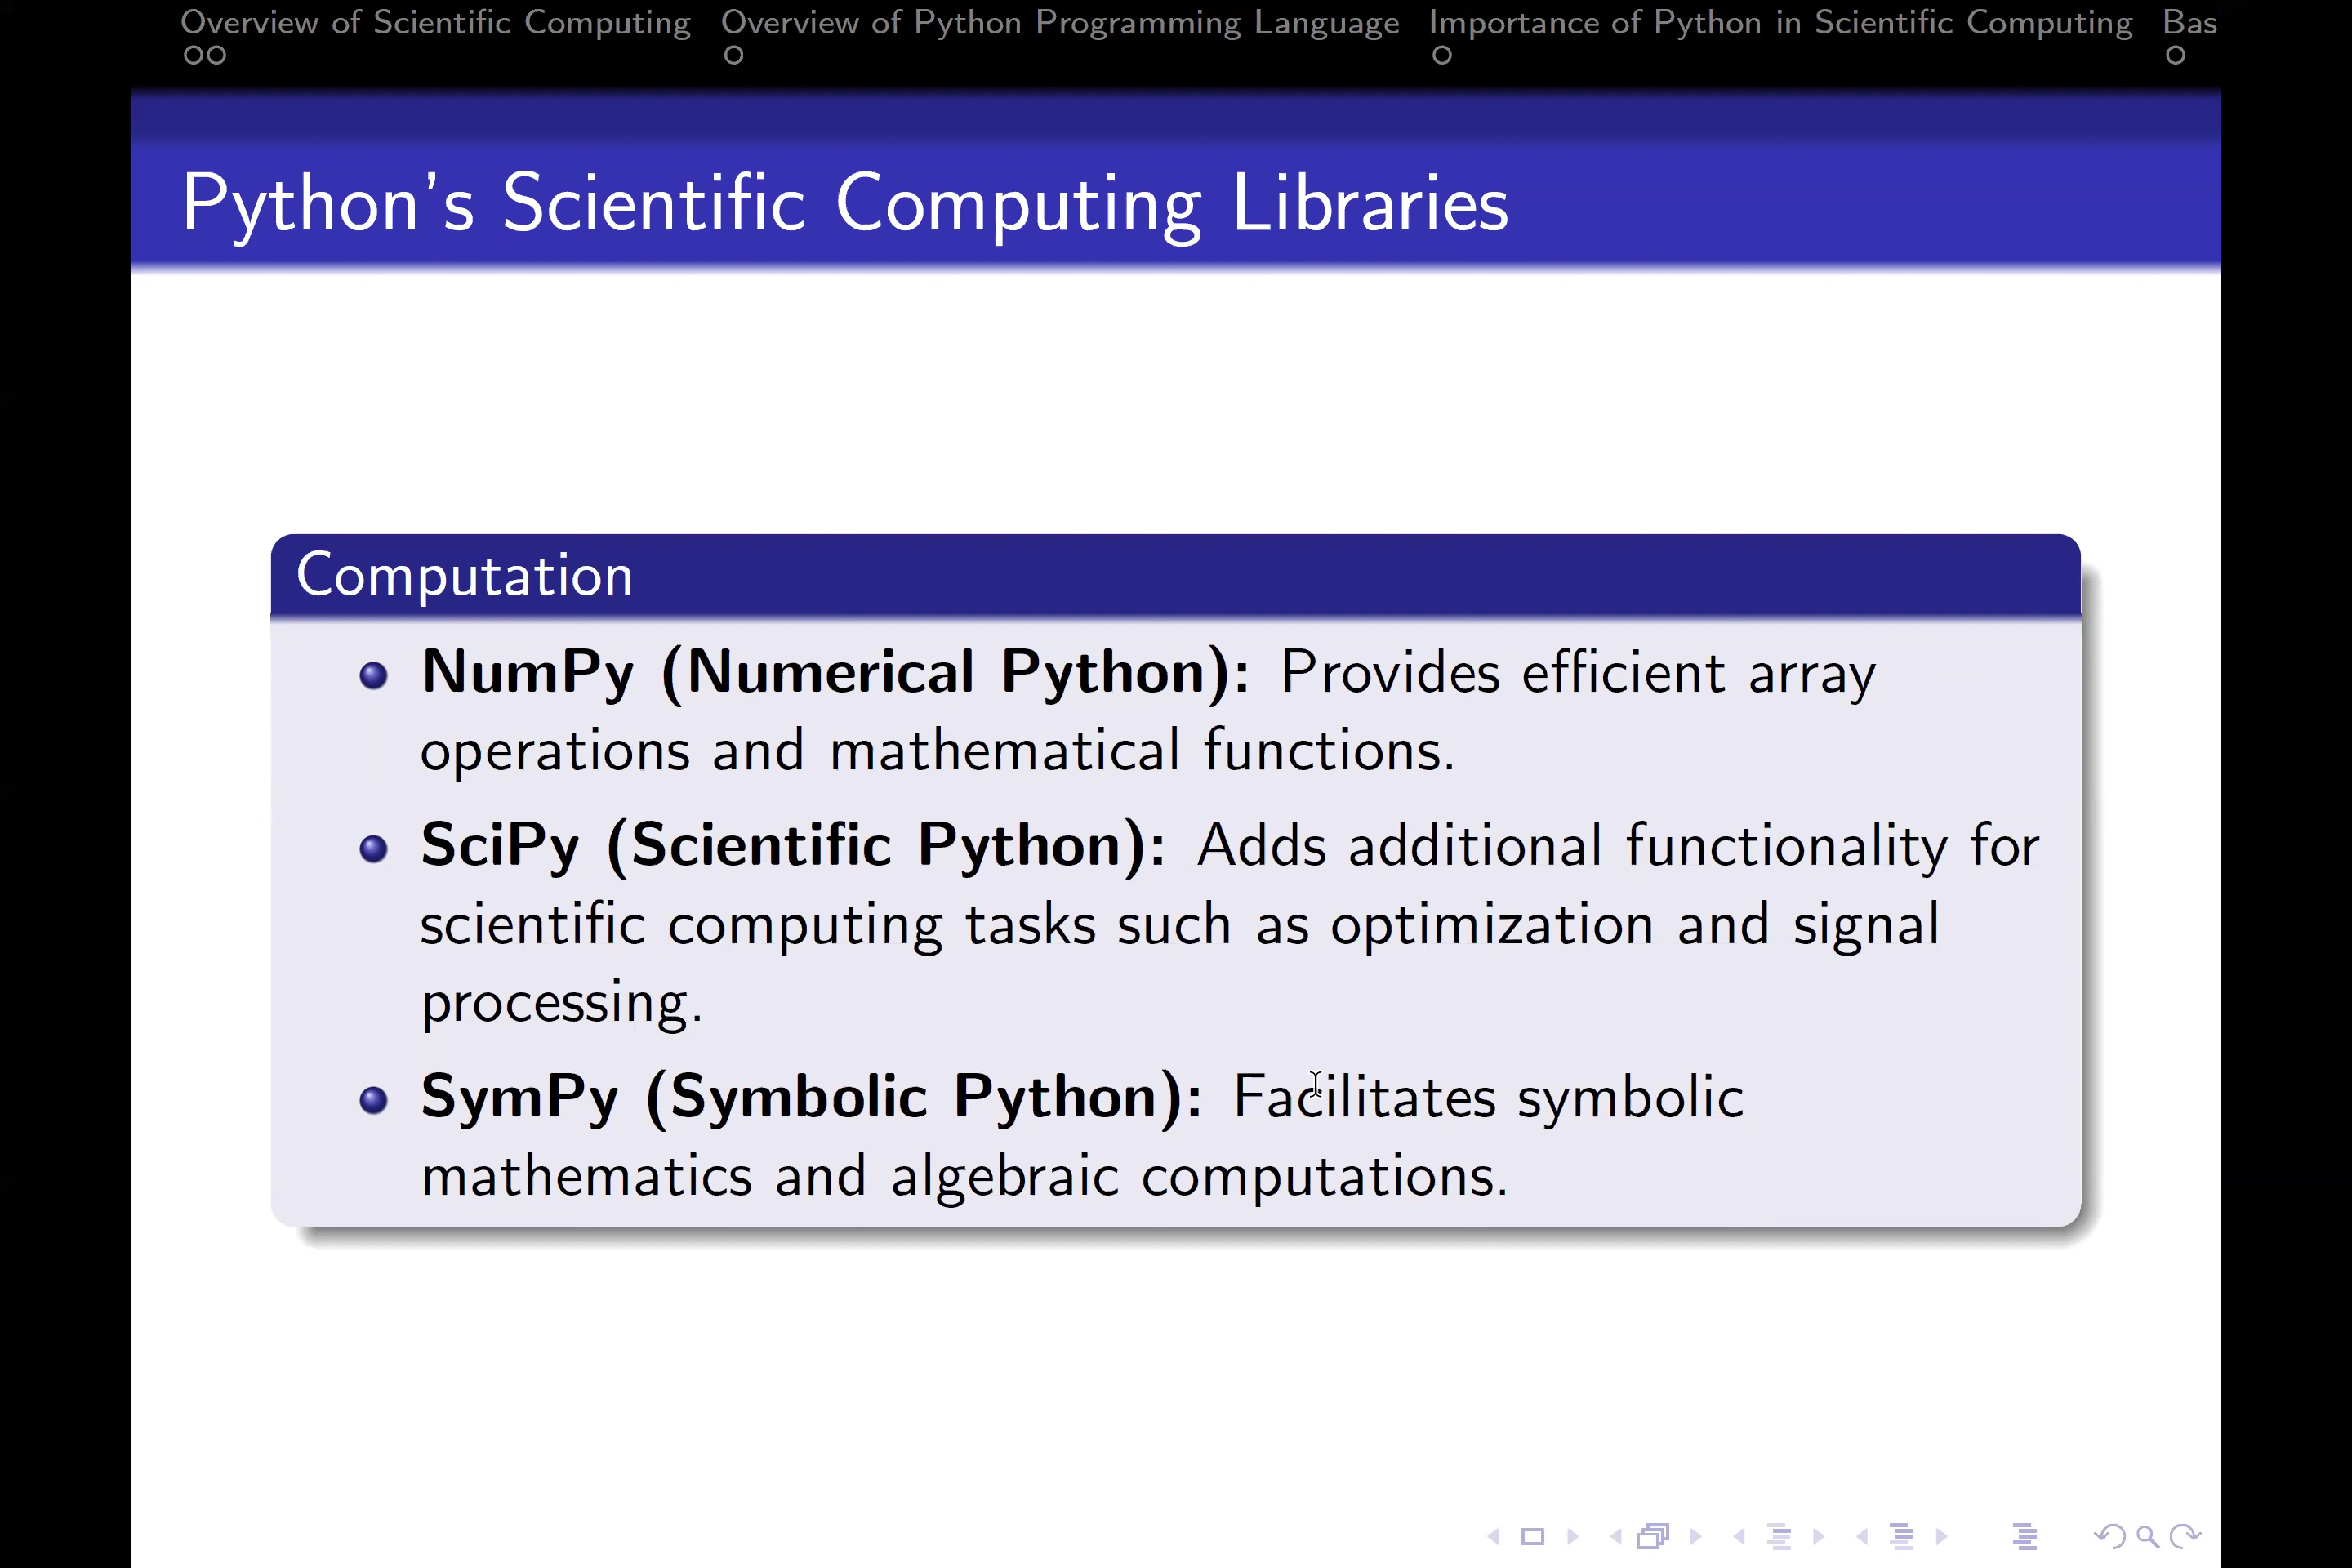 Overview of Scientific Computing Overview of Python Programming Language Importance of Python in Scientific Computing
Python's Scientific Computing Libraries
Computation
NumPy (Numerical Python): Provides efficient array
operations and mathematical functions.
SciPy (Scientific Python): Adds additional functionality for
scientific computing tasks such as optimization and signal
processing.
SymPy (Symbolic Python): Facilitates symbolic
mathematics and algebraic computations.